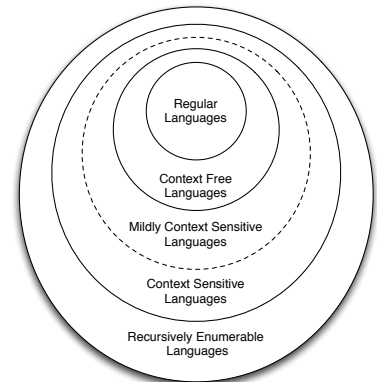 Regular
Languages
Context Free
Languages
Mildly Context Sensitive
Languages
Context Sensitive
Languages
Recursively Enumerable
Languages